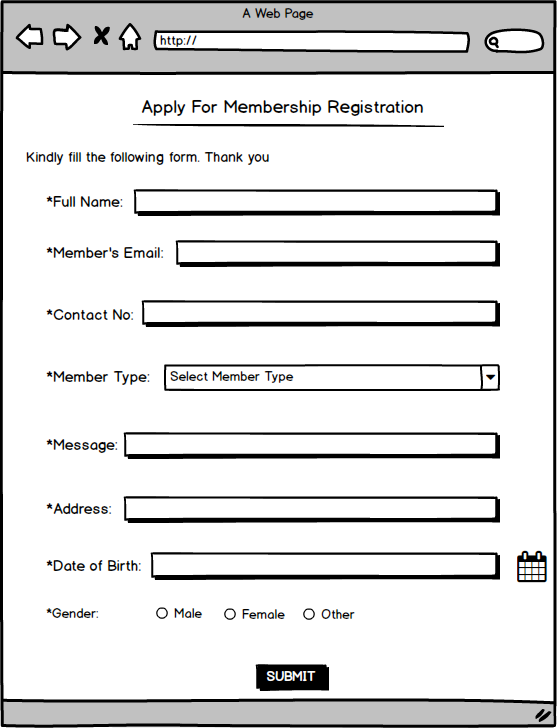 A Web Page
http://
Apply For Membership Registration
Kindly fill the following form. Thank you
*Full Name:
*Member's Email:
*Contact No:
*Member Type: Select Member Type
*Message:
*Address:
*Date of Birth:
*Gender: Male Female Other
SUBMIT